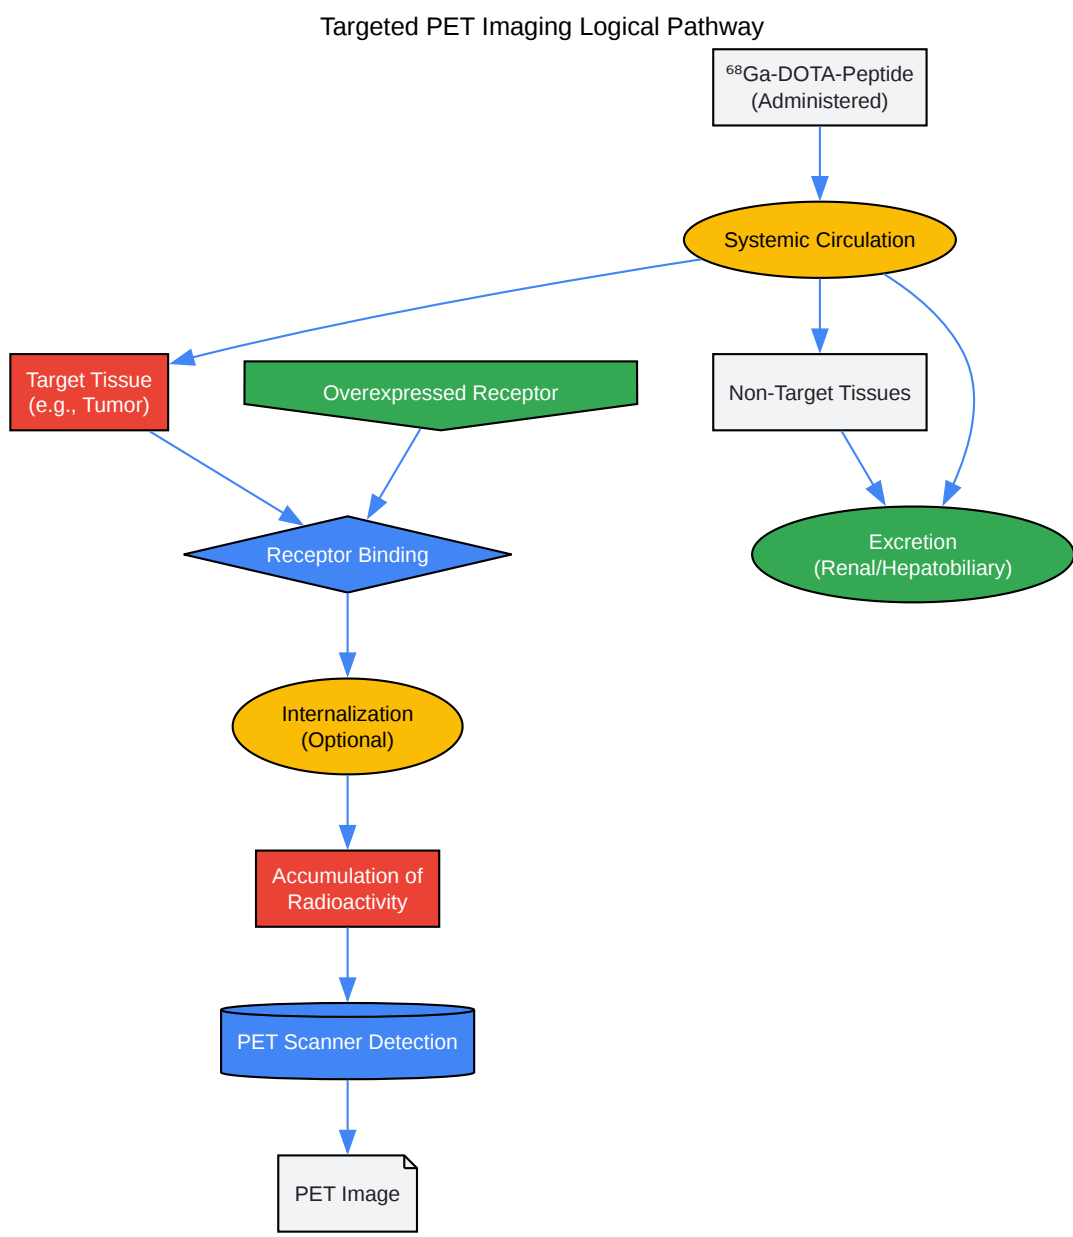 Targeted PET Imaging Logical Pathway
⁶⁸Ga-DOTA-Peptide
(Administered)
Systemic Circulation
Target Tissue
(e.g., Tumor)
Overexpressed Receptor
Non-Target Tissues
Receptor Binding
Excretion
(Renal/Hepatobiliary)
Internalization
(Optional)
Accumulation of
Radioactivity
PET Scanner Detection
PET Image